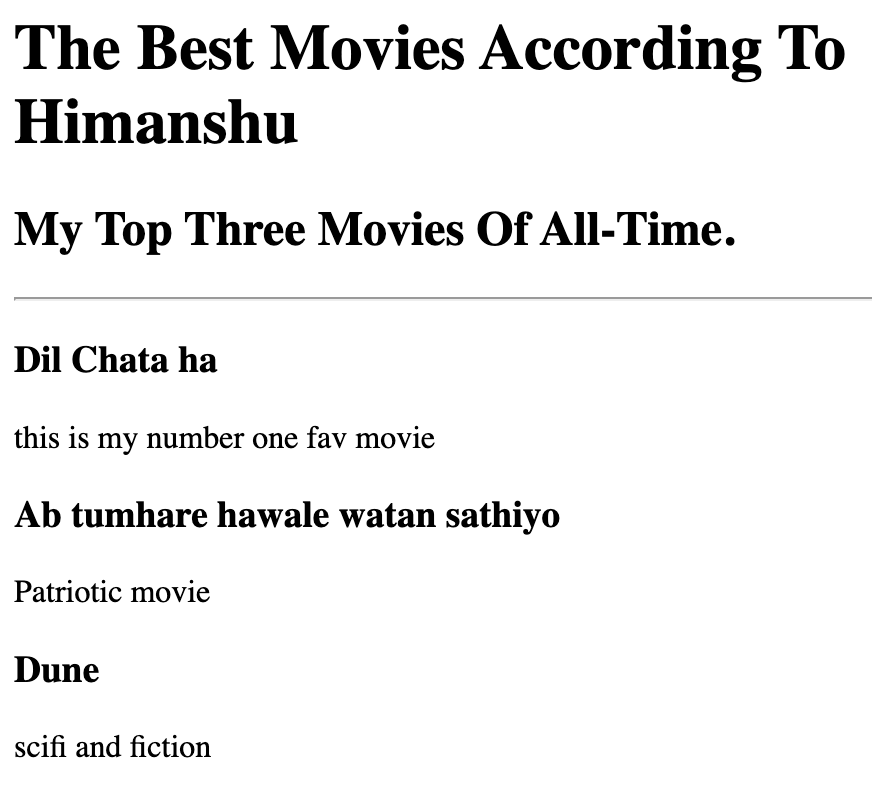 The Best Movies According To
Himanshu
My Top Three Movies Of All-Time.
Dil Chata ha
this is my number one fav movie
Ab tumhare hawale watan sathiyo
Patriotic movie
Dune
scifi and fiction